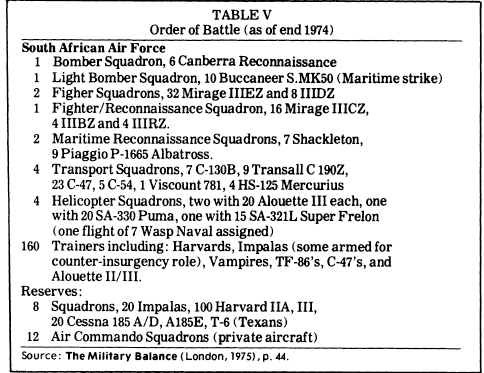 TABLE V
Order of Battle (as of end 1974)
South African Air Force
1 Bomber Squadron, 6 Canberra Reconnaissance
1 Light Bomber Squadron, 10 Buccaneer S.MK50 (Maritime strike)
2 Figher Squadrons, 32 Mirage IIIEZ and 8 IIIDZ
1 Fighter/Reconnaissance Squadron, 16 Mirage IIICZ,
4 IIIBZ and 4 IIIRZ.
2 Maritime Reconnaissance Squadrons, 7 Shackleton,
9 Piaggio P-1665 Albatross.
4 Transport Squadrons, 7 C-130B, 9 Transall C 190Z,
23 C-47, 5 C-54, 1 Viscount 781, 4 HS-125 Mercurius
4 Helicopter Squadrons, two with 20 Alouette III each, one
with 20 SA-330 Puma, one with 15 SA-321L Super Frelon
(one flight of 7 Wasp Naval assigned)
160 Trainers including: Harvards, Impalas (some armed for
counter-insurgency role), Vampires, TF-86's, C-47's, and
Alouette II/III.
Reserves:
8 Squadrons, 20 Impalas, 100 Harvard IIA, III,
20 Cessna 185 A/D, A185E, T-6 (Texans)
12 Air Commando Squadrons (private aircraft)
Source: The Military Balance (London, 1975), p. 44.